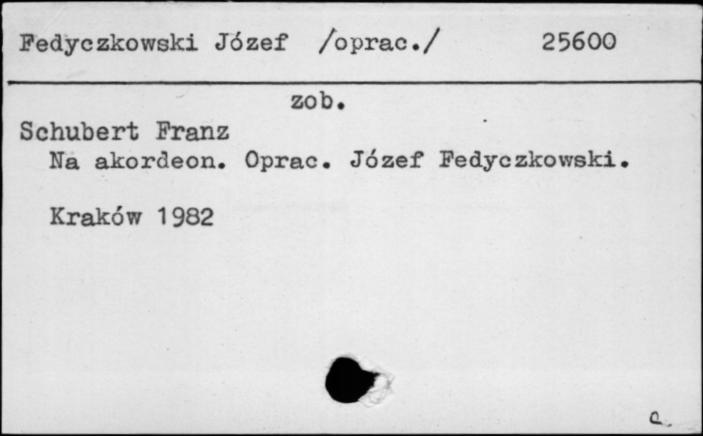 Fedyczkowski Józef /oprac./ 25600
zob.
Schubert Franz
Na akordeon. Oprac. Józef Fedyczkowski.
Kraków 1982